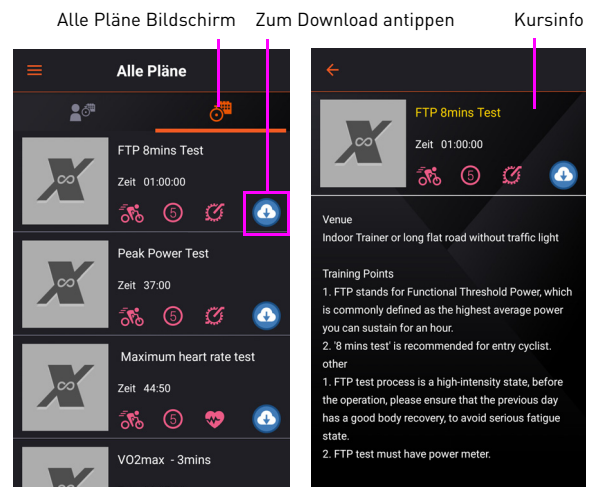 Alle Pläne Bildschirm
Zum Download antippen
Kursinfo
Alle Pläne
FTP 8mins Test
Zeit 01:00:00
5
Peak Power Test
Zeit 37:00
5
Maximum heart rate test
Zeit 44:50
5
VO2max - 3mins
FTP 8mins Test
Zeit 01:00:00
5
Venue
Indoor Trainer or long flat road without traffic light
Training Points
1. FTP stands for Functional Threshold Power, which
is commonly defined as the highest average power
you can sustain for an hour.
2. '8 mins test' is recommended for entry cyclist.
other
1. FTP test process is a high-intensity state, before
the operation, please ensure that the previous day
has a good body recovery, to avoid serious fatigue
state.
2. FTP test must have power meter.